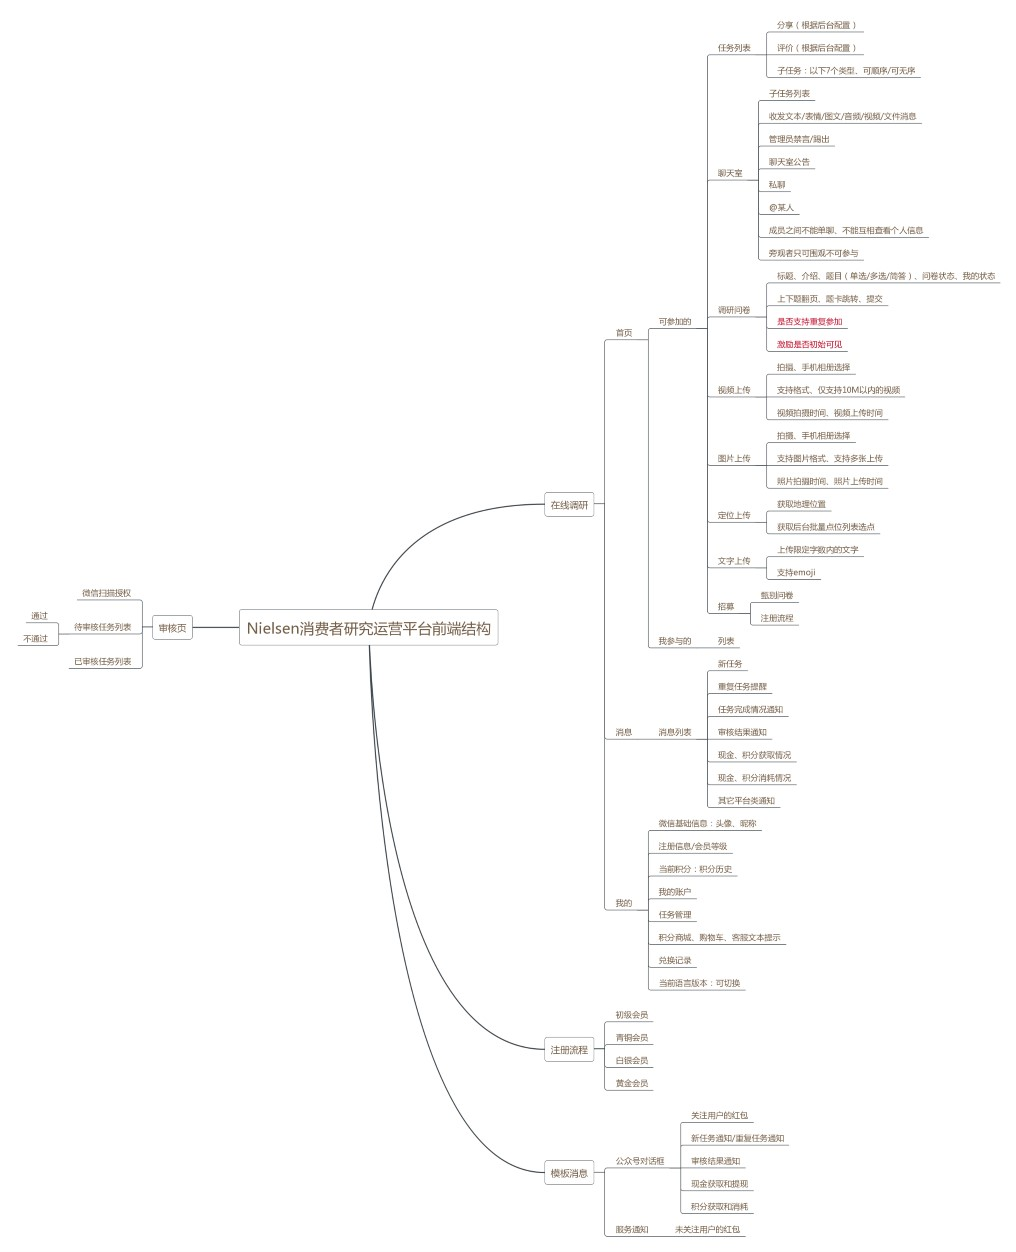 Nielsen消费者研究运营平台前端结构
在线调研
首页
可参加的
任务列表
分享（根据后台配置）
评价（根据后台配置）
子任务：以下7个类型、可顺序/可无序
聊天室
子任务列表
收发文本/表情/图文/音频/视频/文件消息
管理员禁言/踢出
聊天室公告
私聊
@某人
成员之间不能单聊、不能互相查看个人信息
旁观者只可围观不可参与
调研问卷
标题、介绍、题目（单选/多选/简答）、问卷状态、我的状态
上下题翻页、题卡跳转、提交
是否支持重复参加
激励是否初始可见
视频上传
拍摄、手机相册选择
支持格式、仅支持10M以内的视频
视频拍摄时间、视频上传时间
图片上传
拍摄、手机相册选择
支持图片格式、支持多张上传
照片拍摄时间、照片上传时间
定位上传
获取地理位置
获取后台批量点位列表选点
文字上传
上传限定字数内的文字
支持emoji
招募
甄别问卷
注册流程
我参与的
列表
消息
消息列表
新任务
重复任务提醒
任务完成情况通知
审核结果通知
现金、积分获取情况
现金、积分消耗情况
其它平台类通知
我的
微信基础信息：头像、昵称
注册信息/会员等级
当前积分：积分历史
我的账户
任务管理
积分商城、购物车、客服文本提示
兑换记录
当前语言版本：可切换
注册流程
初级会员
青铜会员
白银会员
黄金会员
模板消息
公众号对话框
关注用户的红包
新任务通知/重复任务通知
审核结果通知
现金获取和提现
积分获取和消耗
服务通知
未关注用户的红包
审核页
微信扫描授权
待审核任务列表
通过
不通过
已审核任务列表